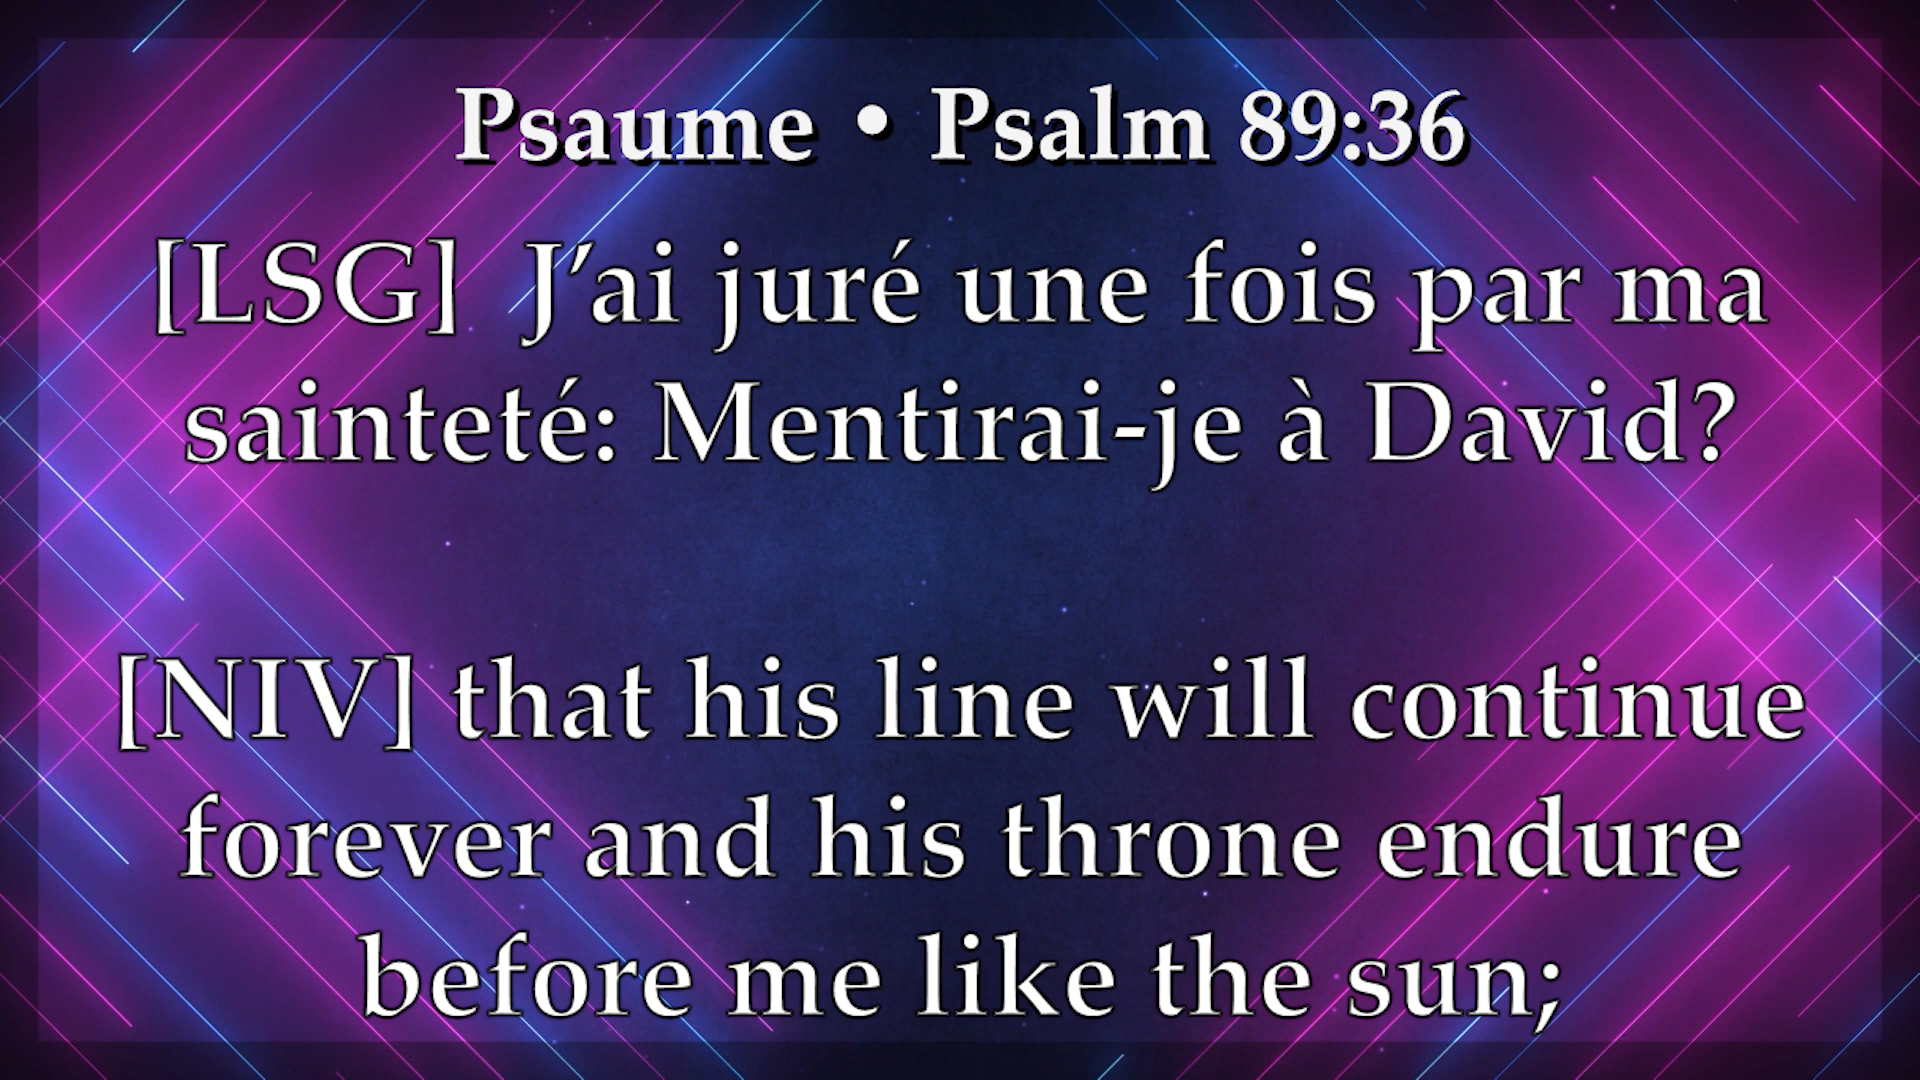 Psaume • Psalm 89:36
[LSG] J’ai juré une fois par ma
sainteté: Mentirai-je à David?
[NIV] that his line will continue
forever and his throne endure
before me like the sun;